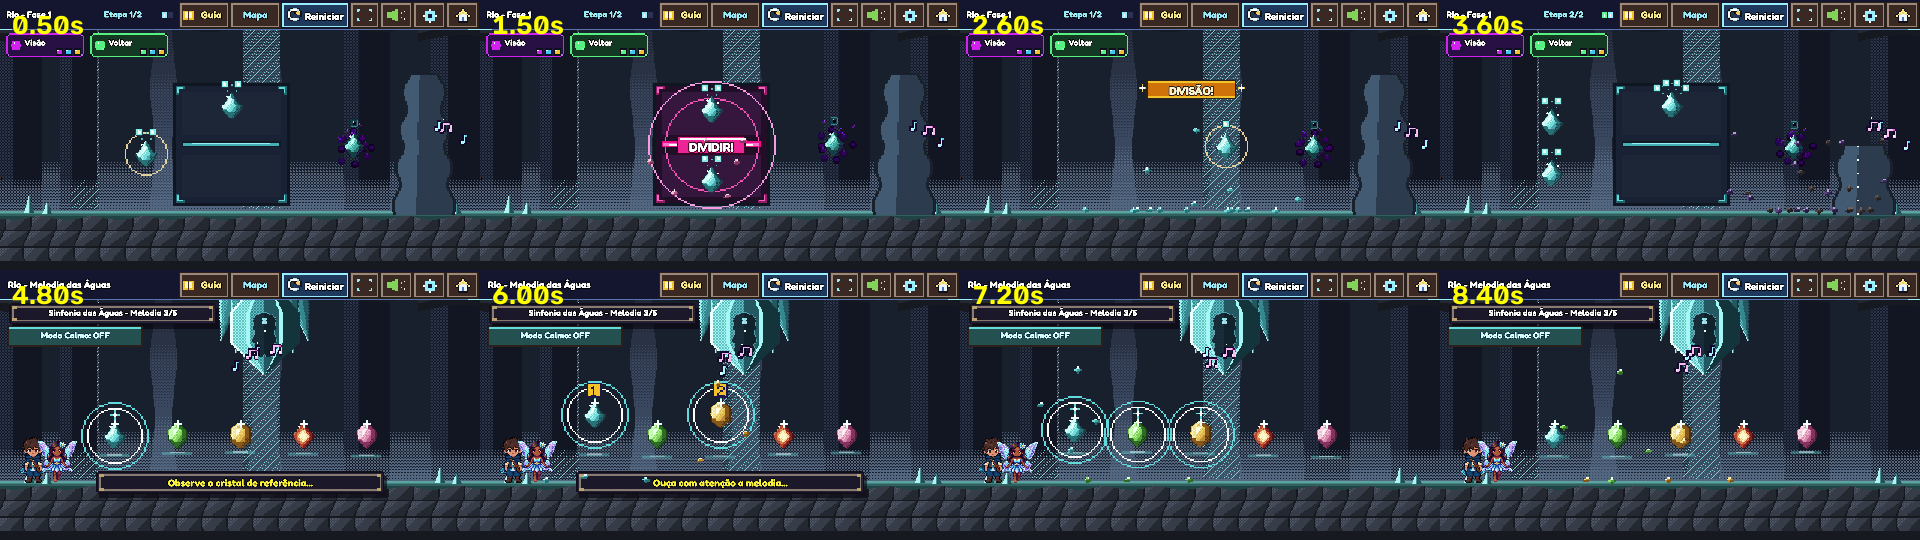 Rio - Fase 1 Etapa 1/2 Guia Mapa Reiniciar
0.50s
Visão Voltar
Rio - Fase 1 Etapa 1/2 Guia Mapa Reiniciar
1.50s
Visão Voltar
DIVIDIR!
Rio - Fase 1 Etapa 1/2 Guia Mapa Reiniciar
2.60s
Visão Voltar
DIVISÃO!
Rio - Fase 1 Etapa 2/2 Guia Mapa Reiniciar
3.60s
Visão Voltar
Rio - Melodia das Águas Guia Mapa Reiniciar
4.80s
Sinfonia das Águas - Melodia 3/5
Modo Calmo: OFF
Observe o cristal de referência...
Rio - Melodia das Águas Guia Mapa Reiniciar
6.00s
Sinfonia das Águas - Melodia 3/5
Modo Calmo: OFF
1
Ouça com atenção a melodia...
Rio - Melodia das Águas Guia Mapa Reiniciar
7.20s
Sinfonia das Águas - Melodia 3/5
Modo Calmo: OFF
Rio - Melodia das Águas Guia Mapa Reiniciar
8.40s
Sinfonia das Águas - Melodia 3/5
Modo Calmo: OFF